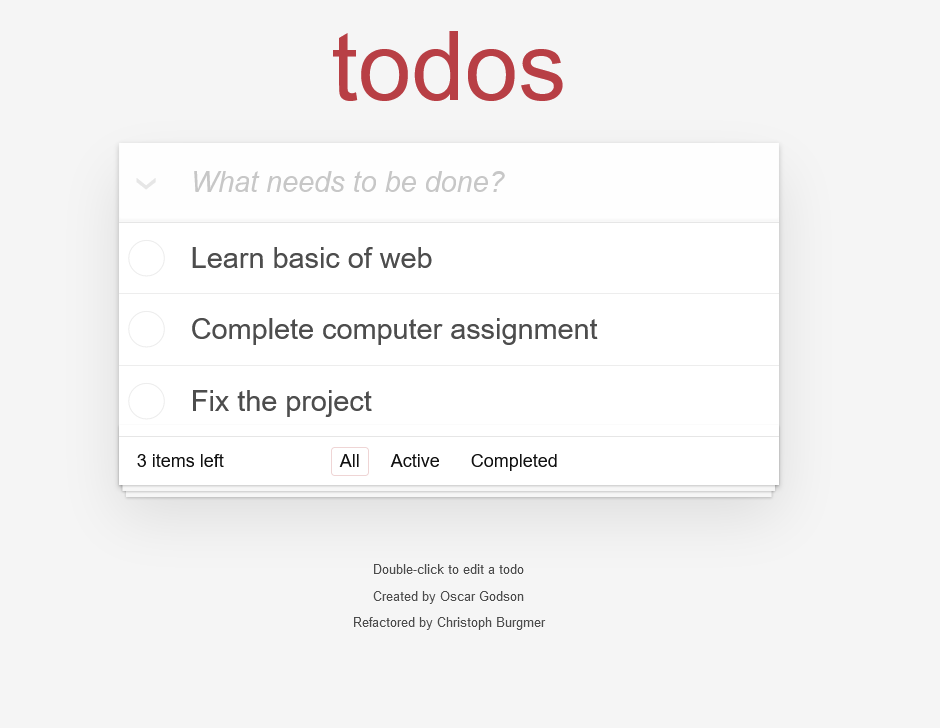 todos
What needs to be done?
Learn basic of web
Complete computer assignment
Fix the project
3 items left All Active Completed
Double-click to edit a todo
Created by Oscar Godson
Refactored by Christoph Burgmer